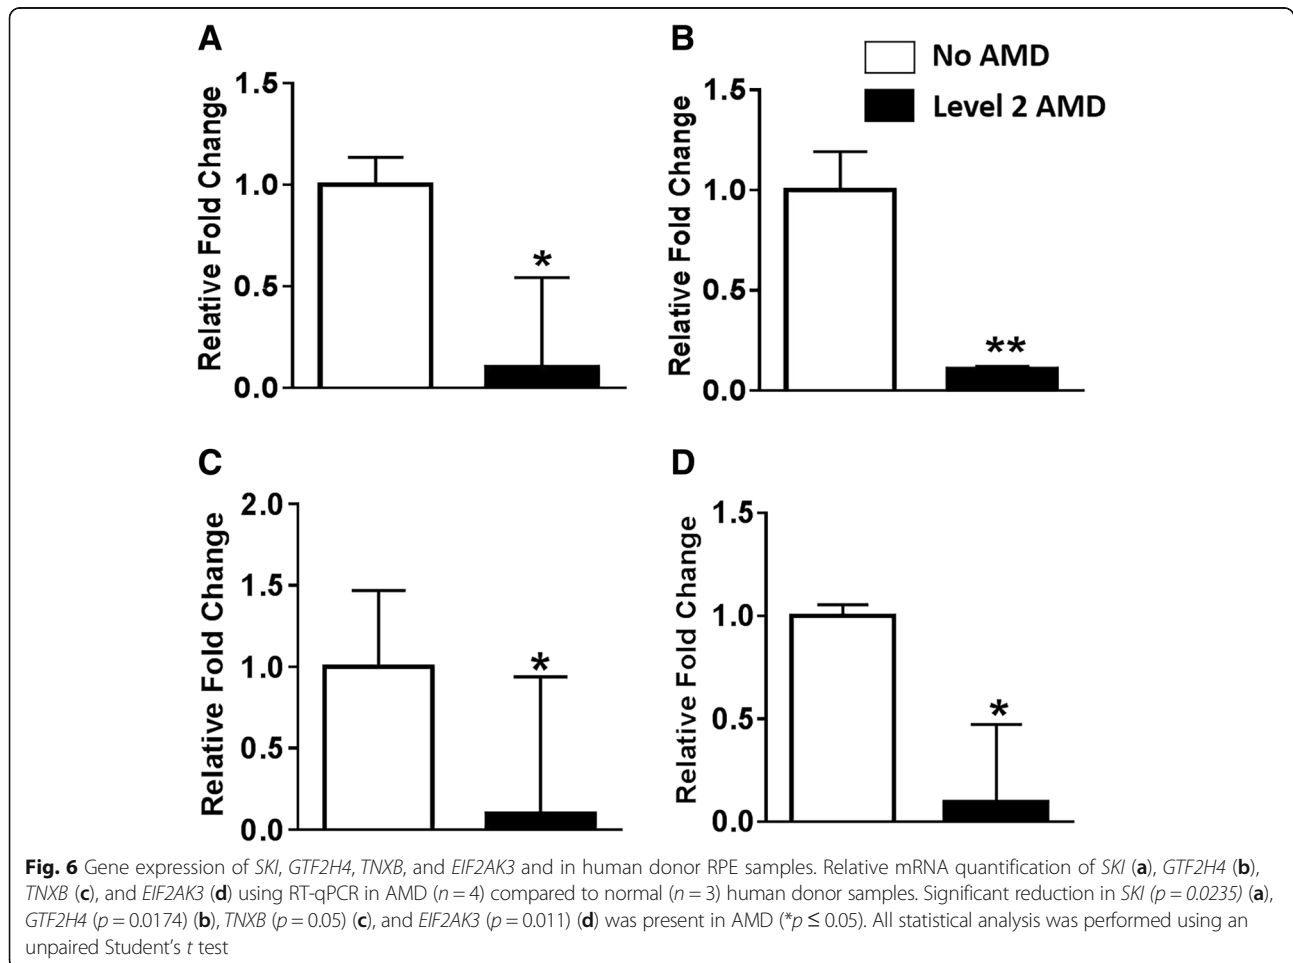 A
Relative Fold Change
1.5
1.0
0.5
0.0
*
B
No AMD
Level 2 AMD
Relative Fold Change
1.5
1.0
0.5
0.0
**
C
Relative Fold Change
2.0
1.5
1.0
0.5
0.0
*
D
Relative Fold Change
1.5
1.0
0.5
0.0
*
Fig. 6 Gene expression of SKI, GTF2H4, TNXB, and EIF2AK3 and in human donor RPE samples. Relative mRNA quantification of SKI (a), GTF2H4 (b),
TNXB (c), and EIF2AK3 (d) using RT-qPCR in AMD (n = 4) compared to normal (n = 3) human donor samples. Significant reduction in SKI (p = 0.0235) (a),
GTF2H4 (p = 0.0174) (b), TNXB (p = 0.05) (c), and EIF2AK3 (p = 0.011) (d) was present in AMD (*p ≤ 0.05). All statistical analysis was performed using an
unpaired Student's t test